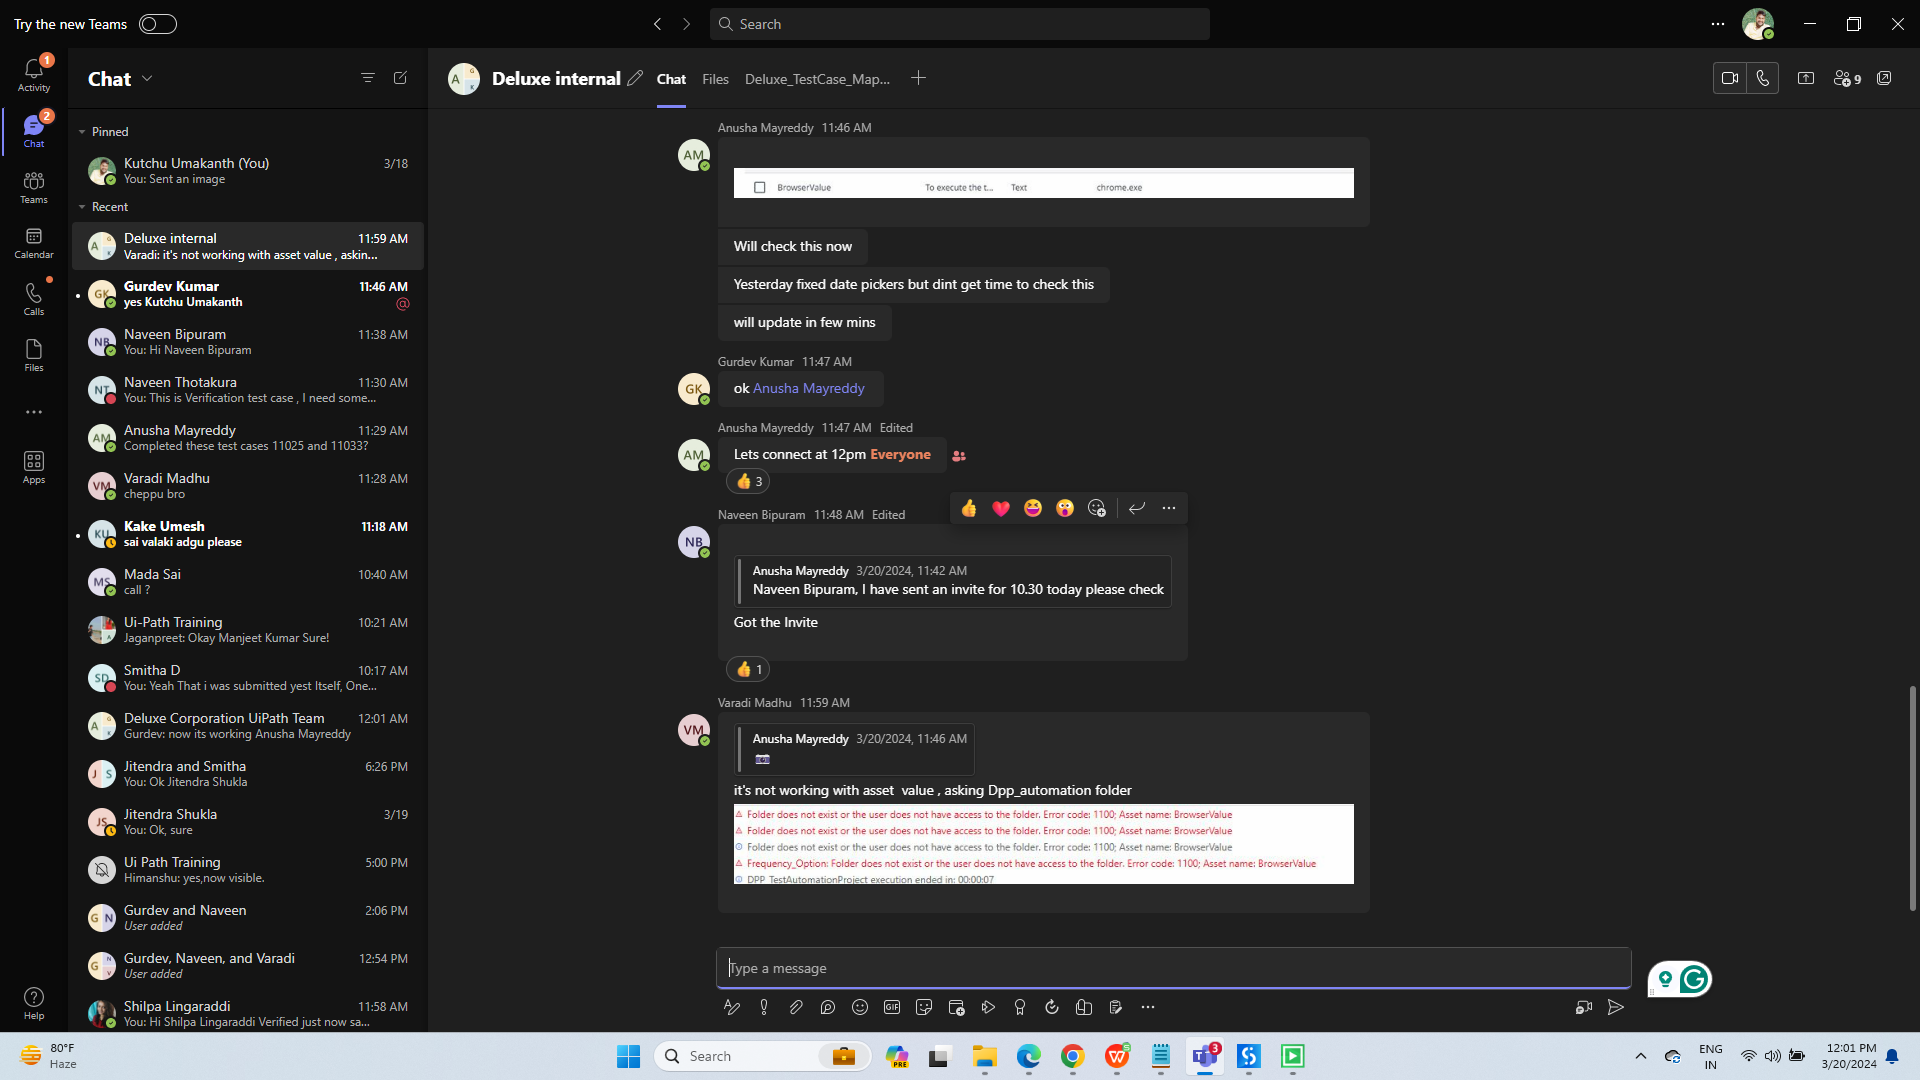 Try the new Teams
Search
Activity
1
Chat
2
Teams
Calendar
Calls
Files
Apps
Help
Chat
Pinned
Kutchu Umakanth (You) 3/18
You: Sent an image
Recent
Deluxe internal 11:59 AM
Varadi: it's not working with asset value , askin...
Gurdev Kumar 11:46 AM
yes Kutchu Umakanth
Naveen Bipuram 11:38 AM
You: Hi Naveen Bipuram
Naveen Thotakura 11:30 AM
You: This is Verification test case , I need some...
Anusha Mayreddy 11:29 AM
Completed these test cases 11025 and 11033?
Varadi Madhu 11:28 AM
cheppu bro
Kake Umesh 11:18 AM
sai valaki adgu please
Mada Sai 10:40 AM
call ?
Ui-Path Training 10:21 AM
Jaganpreet: Okay Manjeet Kumar Sure!
Smitha D 10:17 AM
You: Yeah That i was submitted yest Itself, One...
Deluxe Corporation UiPath Team 12:01 AM
Gurdev: now its working Anusha Mayreddy
Jitendra and Smitha 6:26 PM
You: Ok Jitendra Shukla
Jitendra Shukla 3/19
You: Ok, sure
Ui Path Training 5:00 PM
Himanshu: yes,now visible.
Gurdev and Naveen 2:06 PM
User added
Gurdev, Naveen, and Varadi 12:54 PM
User added
Shilpa Lingaraddi 11:58 AM
You: Hi Shilpa Lingaraddi Verified just now sa...
Deluxe internal Chat Files Deluxe_TestCase_Map... 9
Anusha Mayreddy 11:46 AM
AM
BrowserValue To execute the t... Text chrome.exe
Will check this now
Yesterday fixed date pickers but dint get time to check this
will update in few mins
Gurdev Kumar 11:47 AM
GK
ok Anusha Mayreddy
Anusha Mayreddy 11:47 AM Edited
AM
Lets connect at 12pm Everyone
3
Naveen Bipuram 11:48 AM Edited
NB
Anusha Mayreddy 3/20/2024, 11:42 AM
Naveen Bipuram, I have sent an invite for 10.30 today please check
Got the Invite
1
Varadi Madhu 11:59 AM
VM
Anusha Mayreddy 3/20/2024, 11:46 AM
it's not working with asset value , asking Dpp_automation folder
Folder does not exist or the user does not have access to the folder. Error code: 1100; Asset name: BrowserValue
Folder does not exist or the user does not have access to the folder. Error code: 1100; Asset name: BrowserValue
Folder does not exist or the user does not have access to the folder. Error code: 1100; Asset name: BrowserValue
Frequency_Option: Folder does not exist or the user does not have access to the folder. Error code: 1100; Asset name: BrowserValue
DPP_TestAutomationProject execution ended in: 00:00:07
Type a message
80°F
Haze
Search
PRE
3
ENG
IN
12:01 PM
3/20/2024